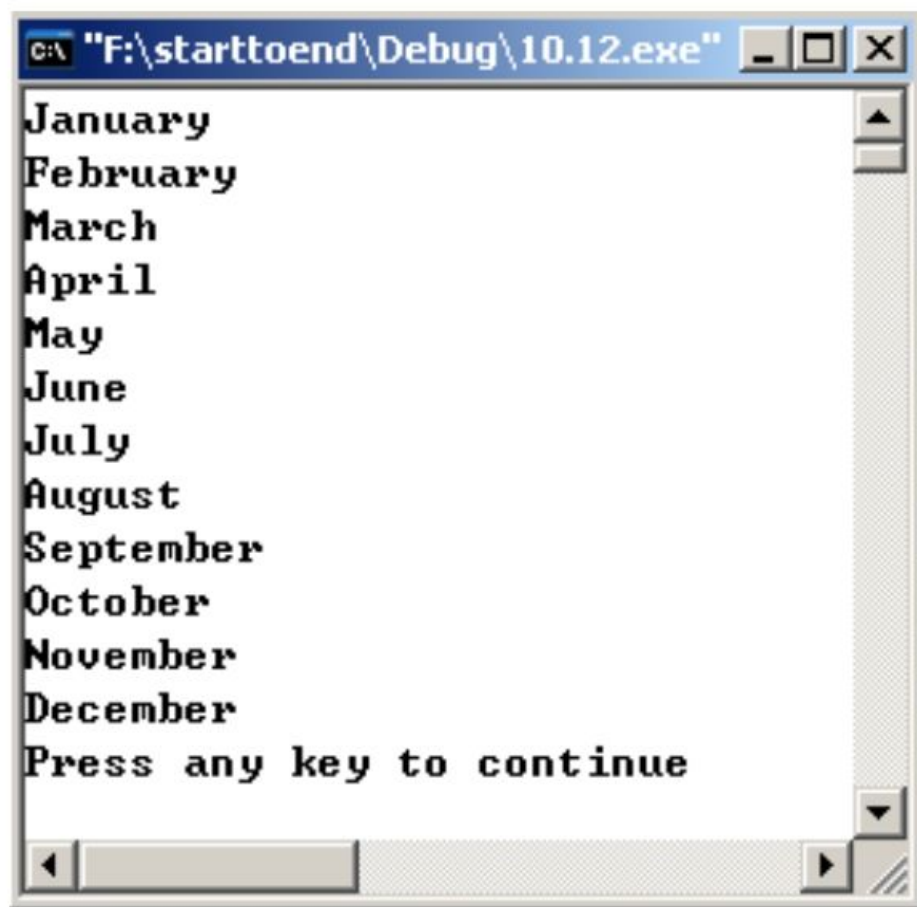 C:\ "F:\starttoend\Debug\10.12.exe"
January
February
March
April
May
June
July
August
September
October
November
December
Press any key to continue